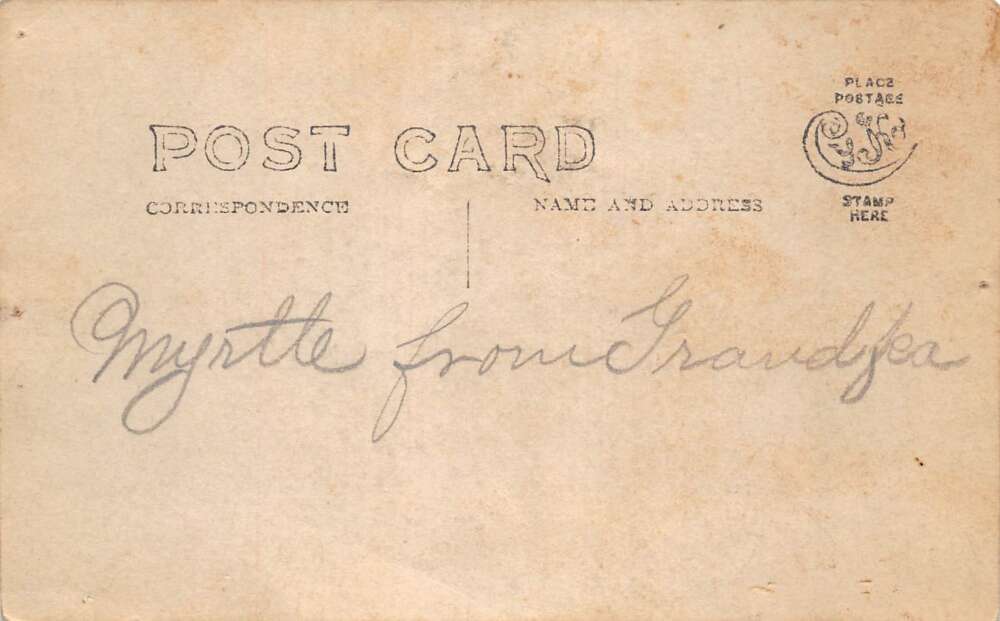 POST CARD
CORRESPONDENCE
NAME AND ADDRESS
PLACE
POSTAGE
STAMP
HERE
Myrtle from Grandpa